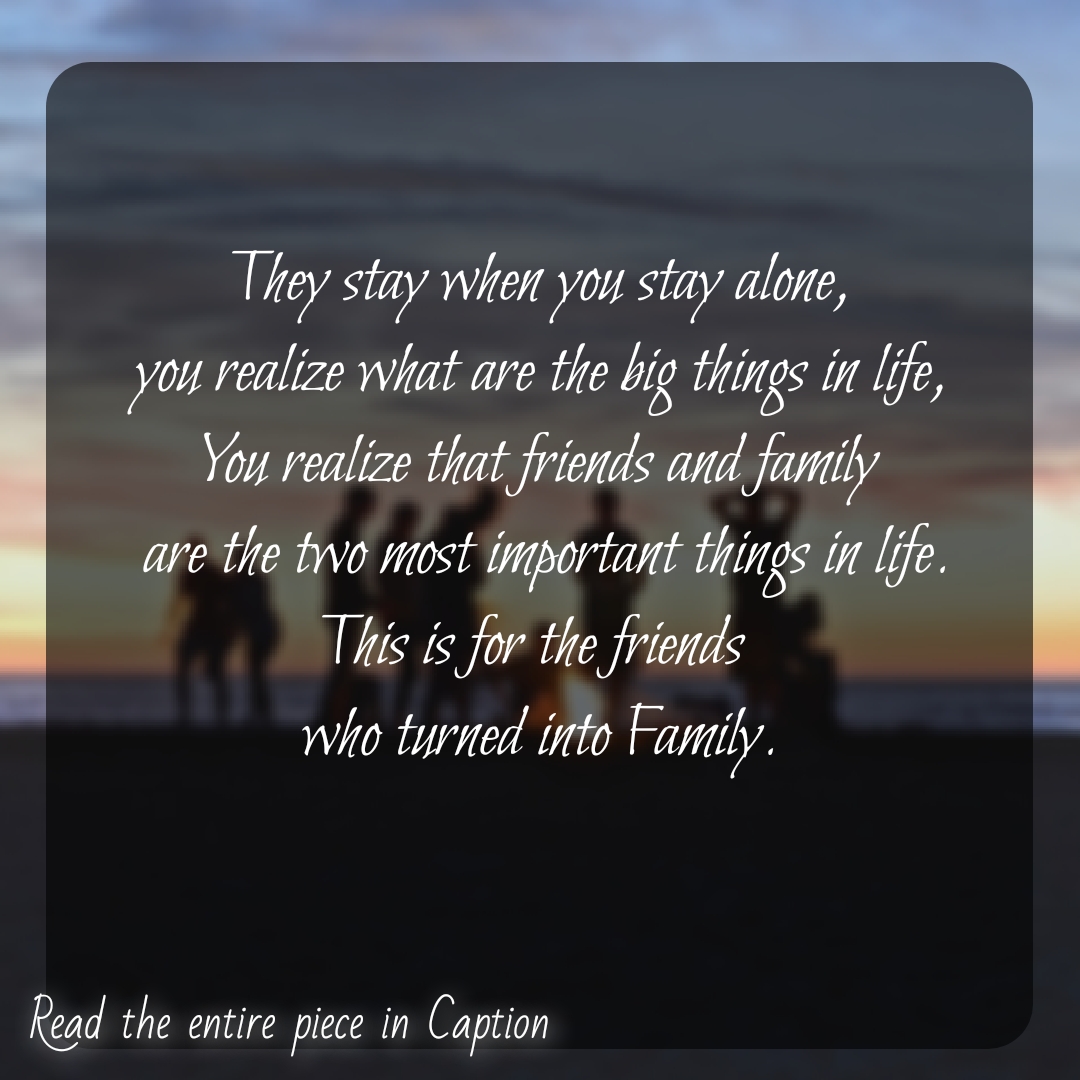 They stay when you stay alone,
you realize what are the big things in life,
You realize that friends and family
are the two most important things in life.
This is for the friends
who turned into Family.
Read the entire piece in Caption